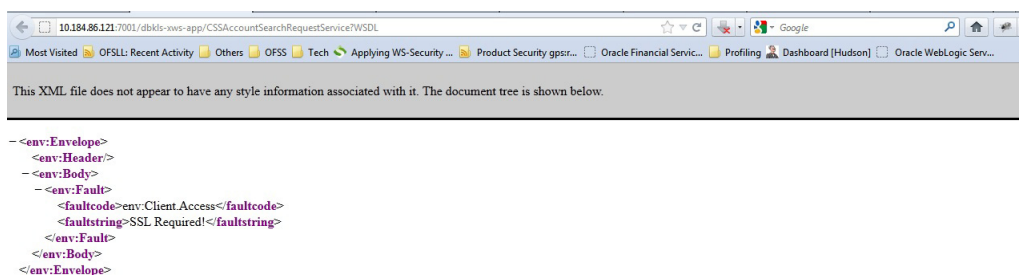 10.184.86.121:7001/dbkls-xws-app/CSSAccountSearchRequestService?WSDL
Google
Most Visited OFSLL: Recent Activity Others OFSS Tech Applying WS-Security ... Product Security gps:r... Oracle Financial Servic... Profiling Dashboard [Hudson] Oracle WebLogic Serv...
This XML file does not appear to have any style information associated with it. The document tree is shown below.
−<env:Envelope>
<env:Header/>
−<env:Body>
−<env:Fault>
<faultcode>env:Client.Access</faultcode>
<faultstring>SSL Required!</faultstring>
</env:Fault>
</env:Body>
</env:Envelope>